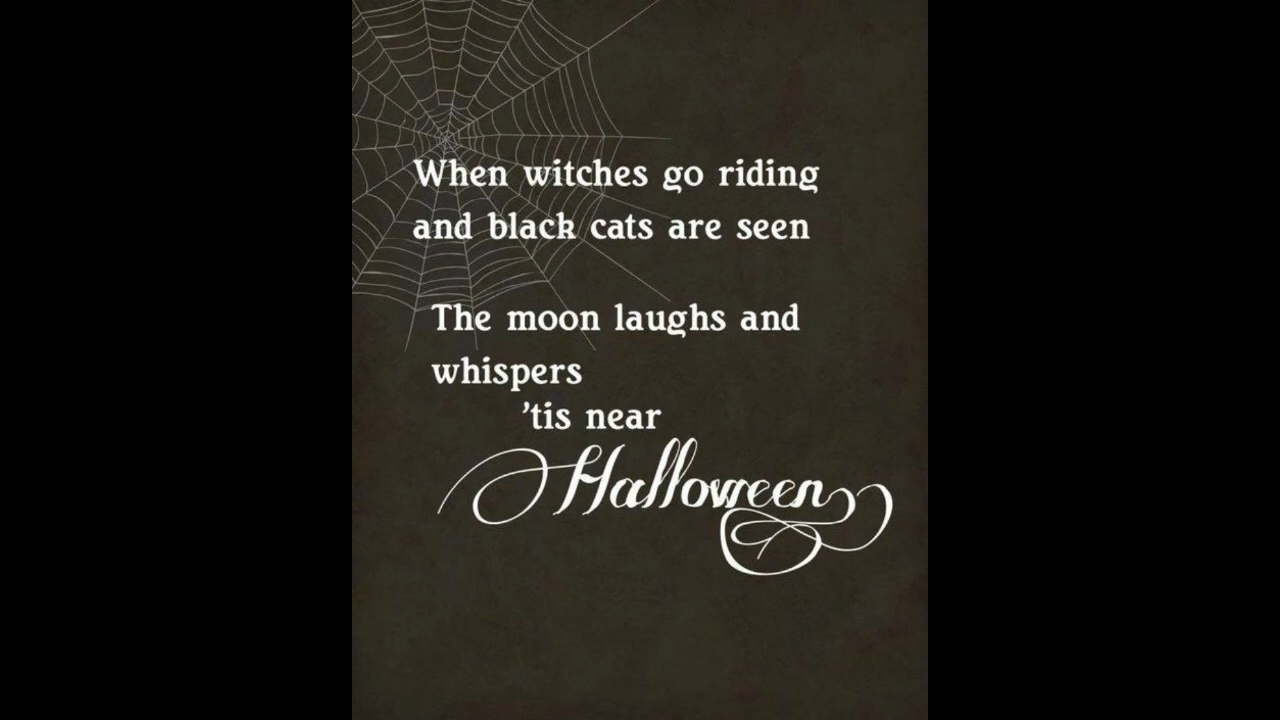 When witches go riding
and black cats are seen
The moon laughs and
whispers
’tis near
Halloween